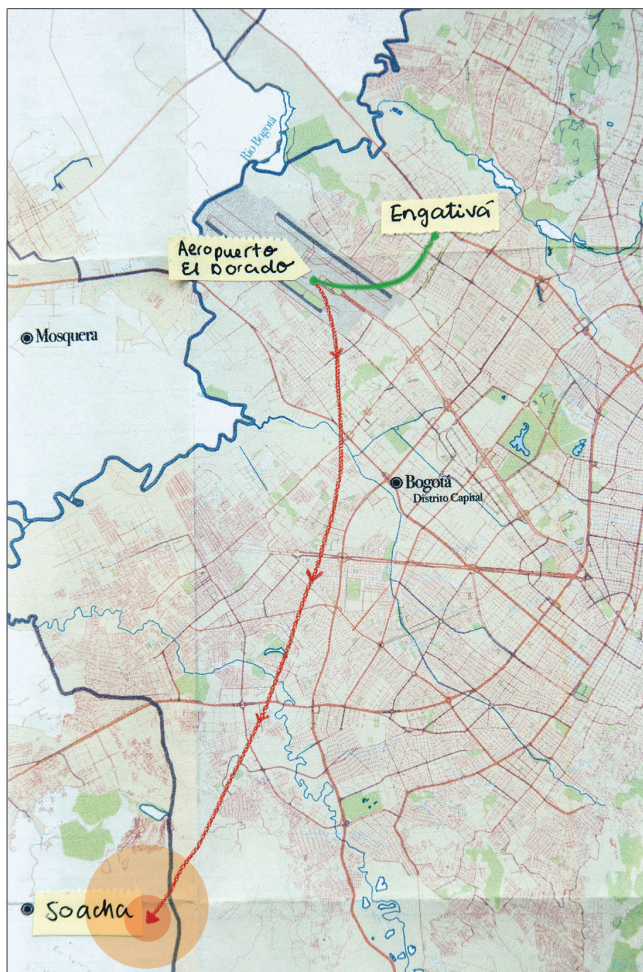 Río Bogotá
Engativá
Aeropuerto
El Dorado
Mosquera
Bogotá
Distrito Capital
Soacha